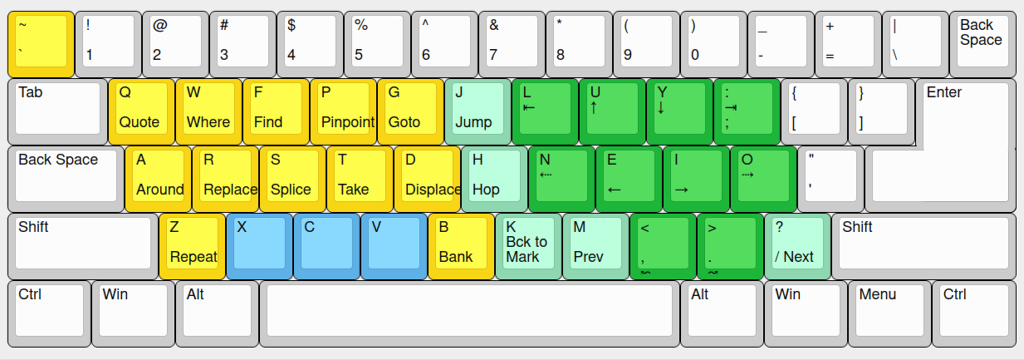 ~ ! @ # $ % ^ & * ( ) _ + | Back Space
` 1 2 3 4 5 6 7 8 9 0 - = \
Tab Q W F P G J L U Y : { } Enter
⇤ ↑ ↓ ⇥
Quote Where Find Pinpoint Goto Jump ; [ ]
Back Space A R S T D H N E I O "
⇠ ⇢
Around Replace Splice Take Displace Hop ← → '
Shift Z X C V B K M < > ? Shift
Bck to
Repeat Bank Mark Prev , . / Next
~ ~
Ctrl Win Alt Alt Win Menu Ctrl